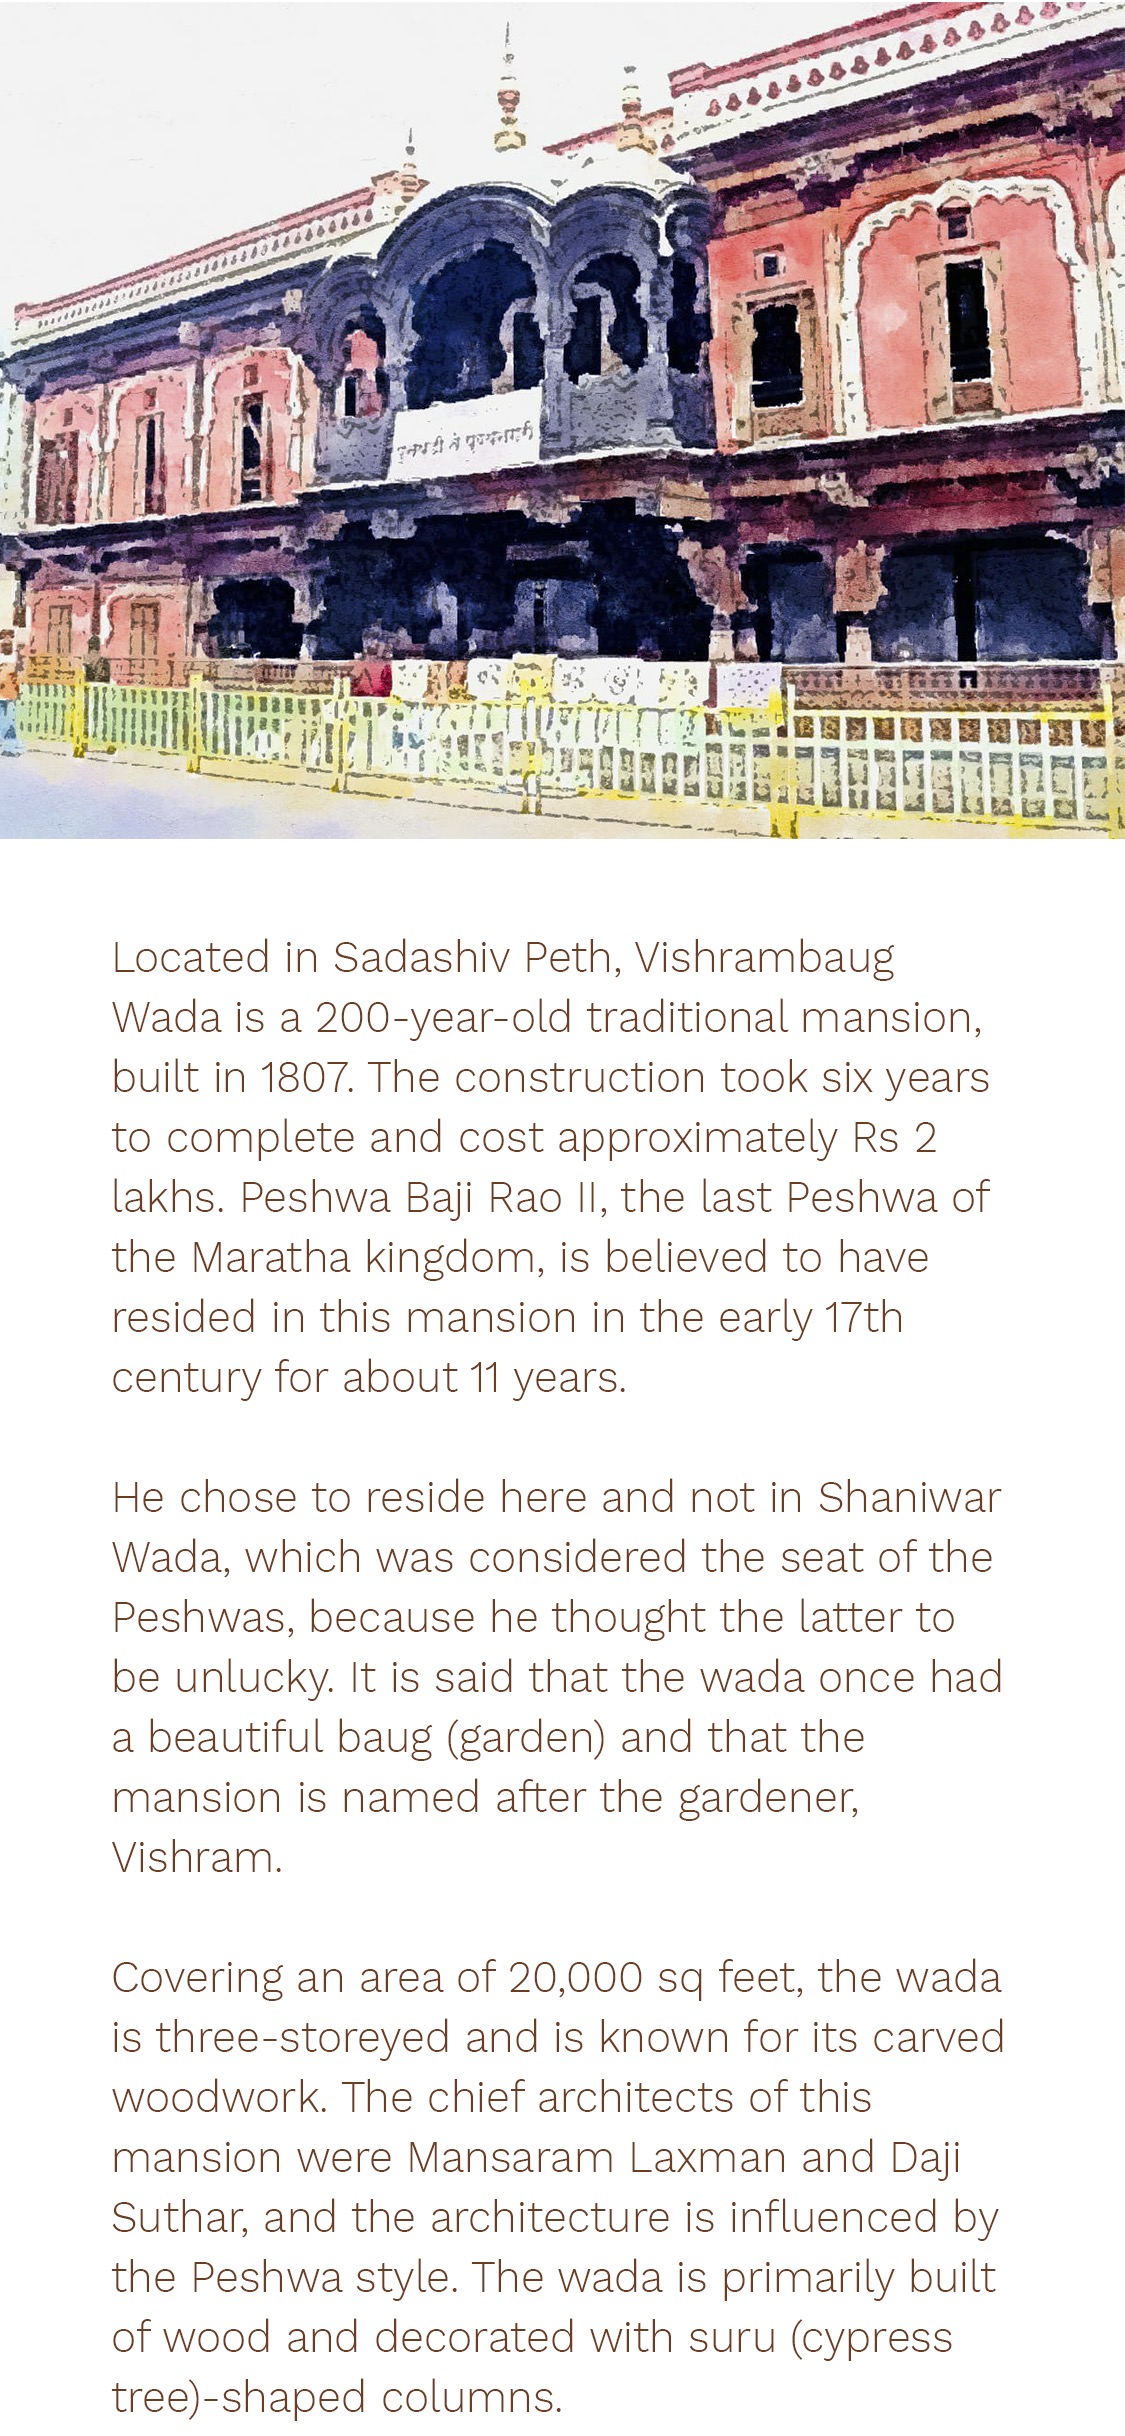 Located in Sadashiv Peth, Vishrambaug
Wada is a 200-year-old traditional mansion,
built in 1807. The construction took six years
to complete and cost approximately Rs 2
lakhs. Peshwa Baji Rao II, the last Peshwa of
the Maratha kingdom, is believed to have
resided in this mansion in the early 17th
century for about 11 years.
He chose to reside here and not in Shaniwar
Wada, which was considered the seat of the
Peshwas, because he thought the latter to
be unlucky. It is said that the wada once had
a beautiful baug (garden) and that the
mansion is named after the gardener,
Vishram.
Covering an area of 20,000 sq feet, the wada
is three-storeyed and is known for its carved
woodwork. The chief architects of this
mansion were Mansaram Laxman and Daji
Suthar, and the architecture is influenced by
the Peshwa style. The wada is primarily built
of wood and decorated with suru (cypress
tree)-shaped columns.